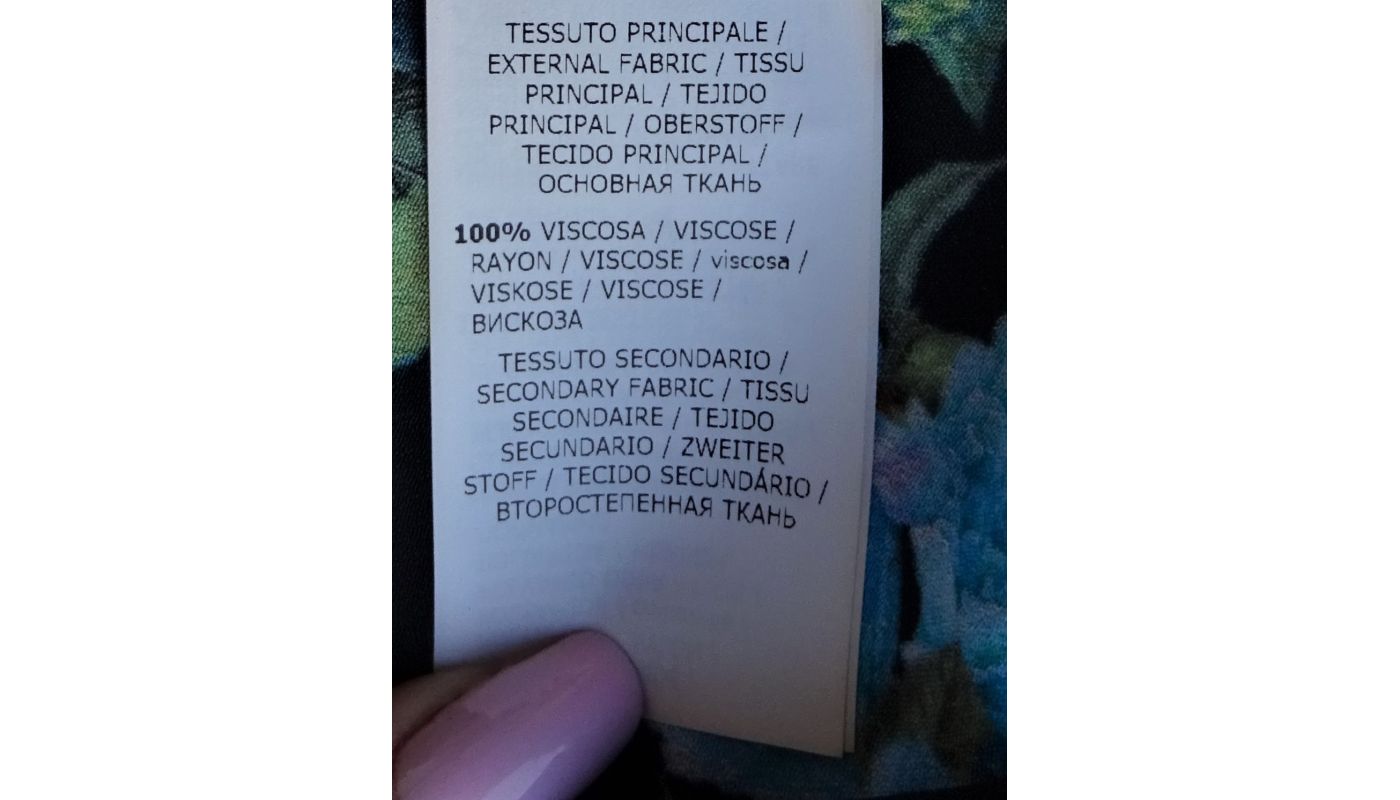 TESSUTO PRINCIPALE /
EXTERNAL FABRIC / TISSU
PRINCIPAL / TEJIDO
PRINCIPAL / OBERSTOFF /
TECIDO PRINCIPAL /
ОСНОВНАЯ ТКАНЬ
100% VISCOSA / VISCOSE /
RAYON / VISCOSE / viscosa /
VISKOSE / VISCOSE /
ВИСКОЗА
TESSUTO SECONDARIO /
SECONDARY FABRIC / TISSU
SECONDAIRE / TEJIDO
SECUNDARIO / ZWEITER
STOFF / TECIDO SECUNDÁRIO /
ВТОРОСТЕПЕННАЯ ТКАНЬ